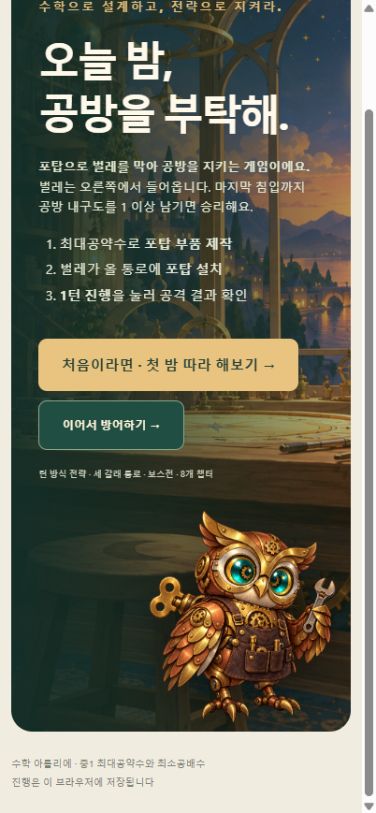 수학으로 설계하고, 전략으로 지켜라.
오늘 밤,
공방을 부탁해.
포탑으로 벌레를 막아 공방을 지키는 게임이에요.
벌레는 오른쪽에서 들어옵니다. 마지막 침입까지
공방 내구도를 1 이상 남기면 승리해요.
1. 최대공약수로 포탑 부품 제작
2. 벌레가 올 통로에 포탑 설치
3. 1턴 진행을 눌러 공격 결과 확인
처음이라면 · 첫 밤 따라 해보기 →
이어서 방어하기 →
턴 방식 전략 · 세 갈래 통로 · 보스전 · 8개 챕터
수학 아틀리에 · 중1 최대공약수와 최소공배수
진행은 이 브라우저에 저장됩니다